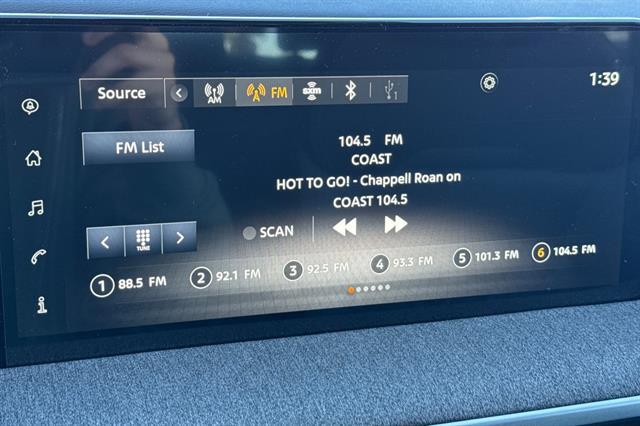 Source
AM
FM
sxm
1
1:39
FM List
104.5 FM
COAST
HOT TO GO! - Chappell Roan on
COAST 104.5
TUNE
SCAN
1 88.5 FM
2 92.1 FM
3 92.5 FM
4 93.3 FM
5 101.3 FM
6 104.5 FM